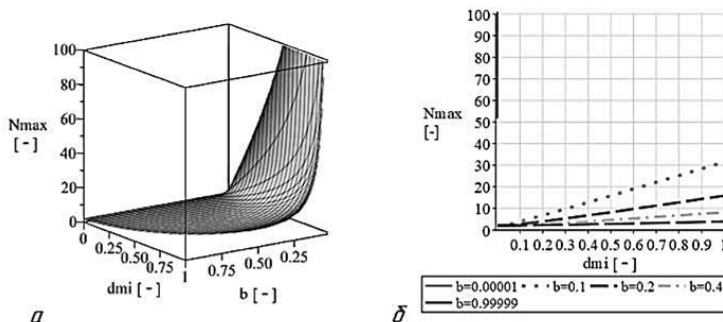 100
80
Nmax
60
[ - ]
40
20
0
0
0.25
0.50
0.75
1
dmi [ - ]
0.75
0.50
0.25
b [ - ]
а
100
90
80
70
Nmax
60
[-]
50
40
30
20
10
0
0.1 0.2 0.3 0.4 0.5 0.6 0.7 0.8 0.9 1
dmi [ - ]
b=0.00001 b=0.1 b=0.2 b=0.4
b=0.99999
б